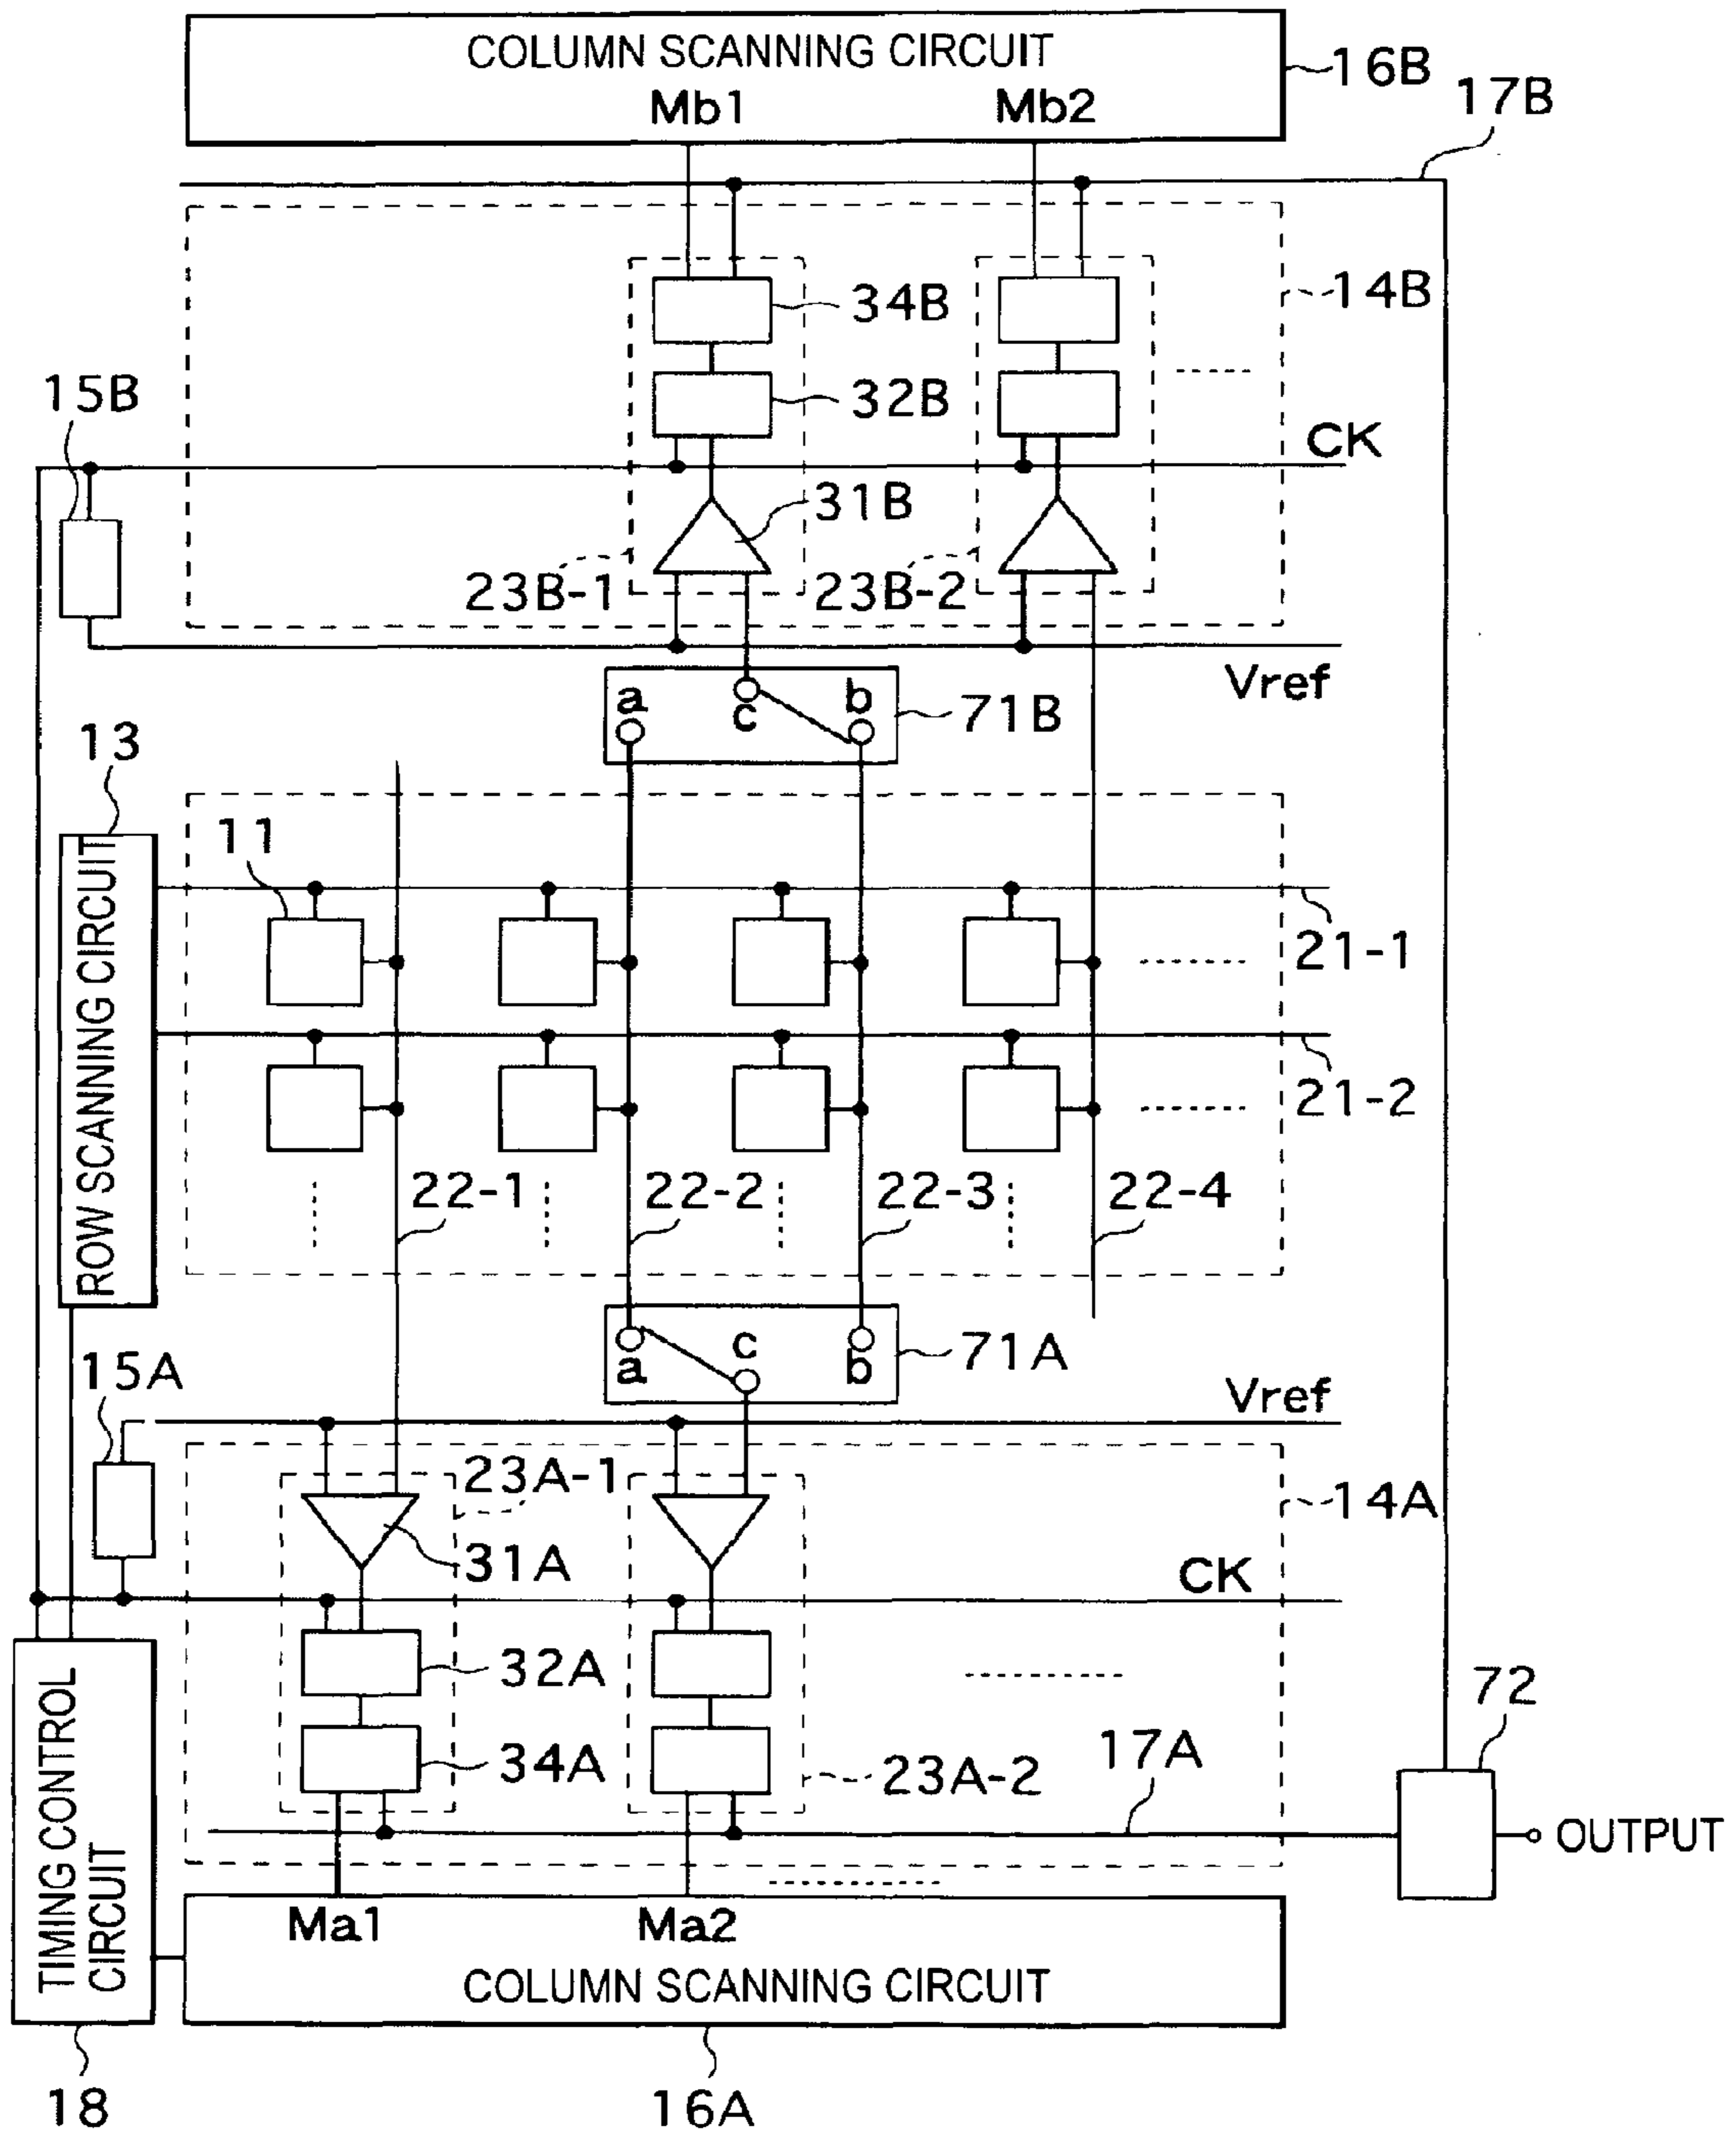 COLUMN SCANNING CIRCUIT
Mb1 Mb2
16B
17B
14B
34B
15B
32B
CK
31B
23B-1 23B-2
Vref
a c b
71B
13
11
ROW SCANNING CIRCUIT
21-1
21-2
22-1 22-2 22-3 22-4
a c b
71A
15A
Vref
23A-1
14A
31A
CK
32A
72
34A
23A-2
17A
TIMING CONTROL
CIRCUIT
OUTPUT
Ma1 Ma2
COLUMN SCANNING CIRCUIT
18
16A